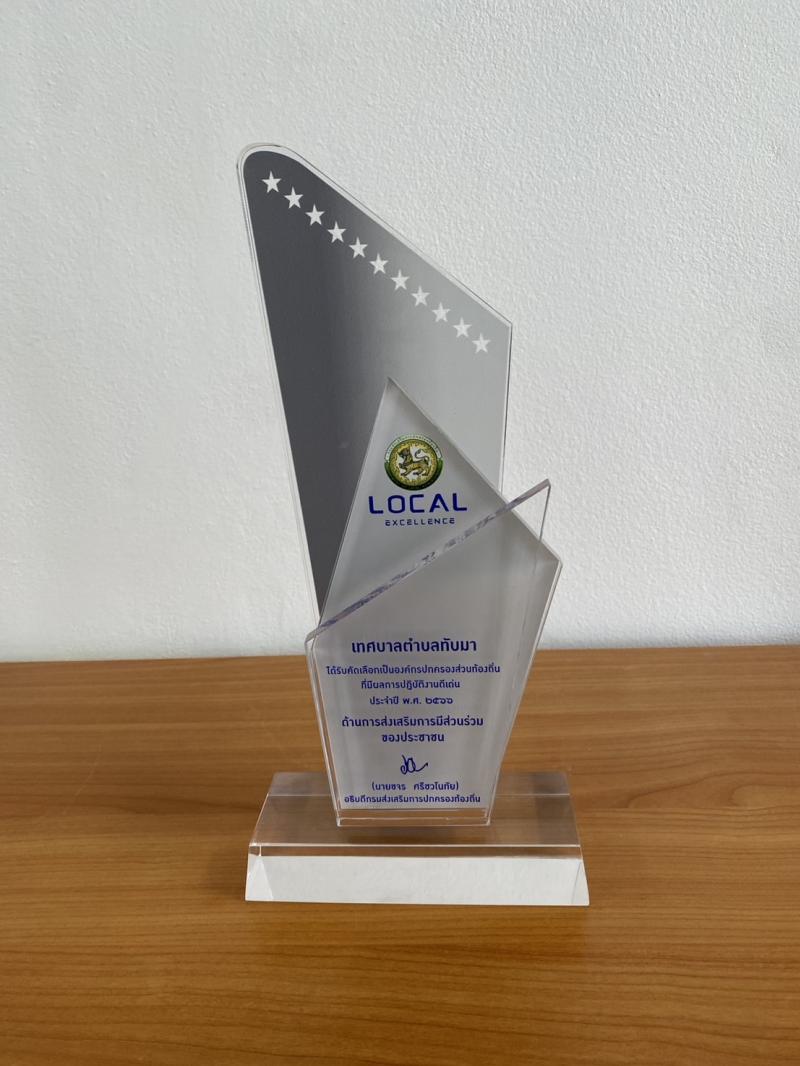 LOCAL
EXCELLENCE
เทศบาลตำบลทับมา
ได้รับคัดเลือกเป็นองค์กรปกครองส่วนท้องถิ่น
ที่มีผลการปฏิบัติงานดีเด่น
ประจำปี พ.ศ. ๒๕๖๖
ด้านการส่งเสริมการมีส่วนร่วม
ของประชาชน
(นายขจร ศรีชวโนทัย)
อธิบดีกรมส่งเสริมการปกครองท้องถิ่น